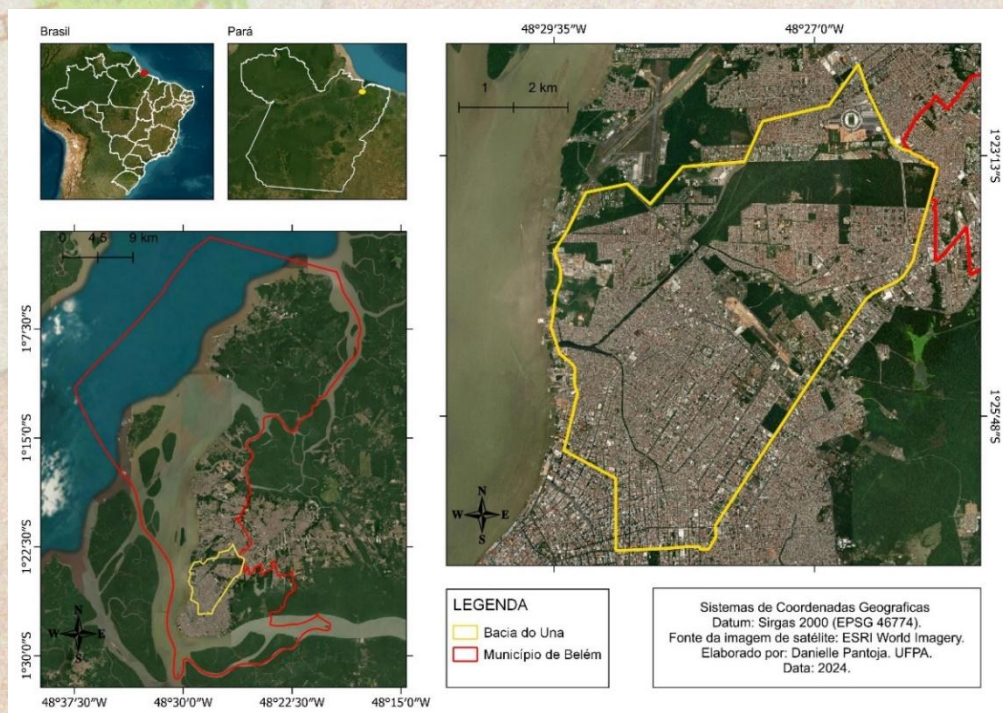 Brasil
Pará
48°29'35"W
48°27'0"W
1
2 km
1°23'13"S
1°25'48"S
N
W E
S
0 4,5 9 km
1°7'30"S
1°15'0"S
1°22'30"S
1°30'0"S
N
W E
S
48°37'30"W
48°30'0"W
48°22'30"W
48°15'0"W
LEGENDA
Bacia do Una
Município de Belém
Sistemas de Coordenadas Geograficas
Datum: Sirgas 2000 (EPSG 46774).
Fonte da imagem de satélite: ESRI World Imagery.
Elaborado por: Danielle Pantoja. UFPA.
Data: 2024.